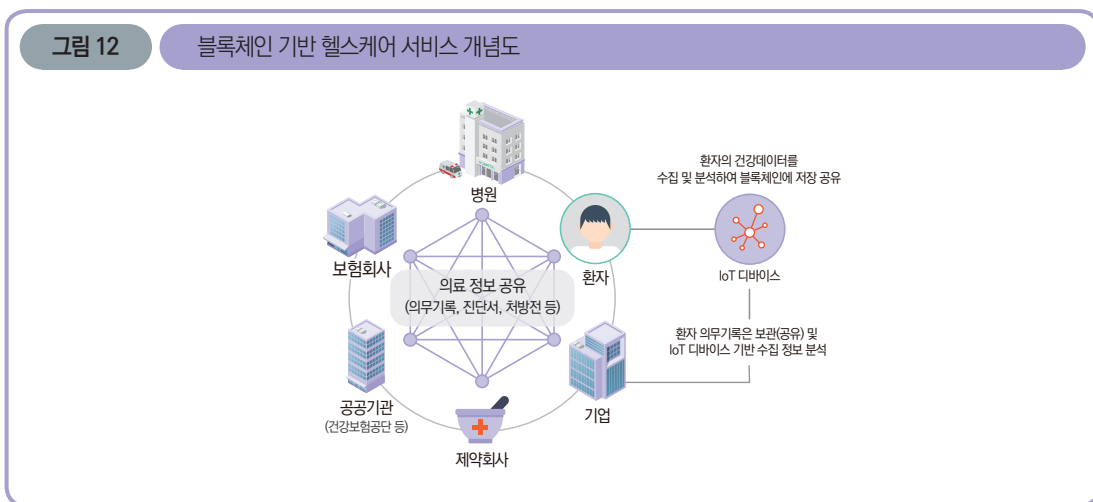 그림 12
블록체인 기반 헬스케어 서비스 개념도
병원
환자의 건강데이터를
수집 및 분석하여 블록체인에 저장 공유
보험회사
환자
IoT 디바이스
의료 정보 공유
(의무기록, 진단서, 처방전 등)
환자 의무기록은 보관(공유) 및
IoT 디바이스 기반 수집 정보 분석
공공기관
(건강보험공단 등)
기업
제약회사